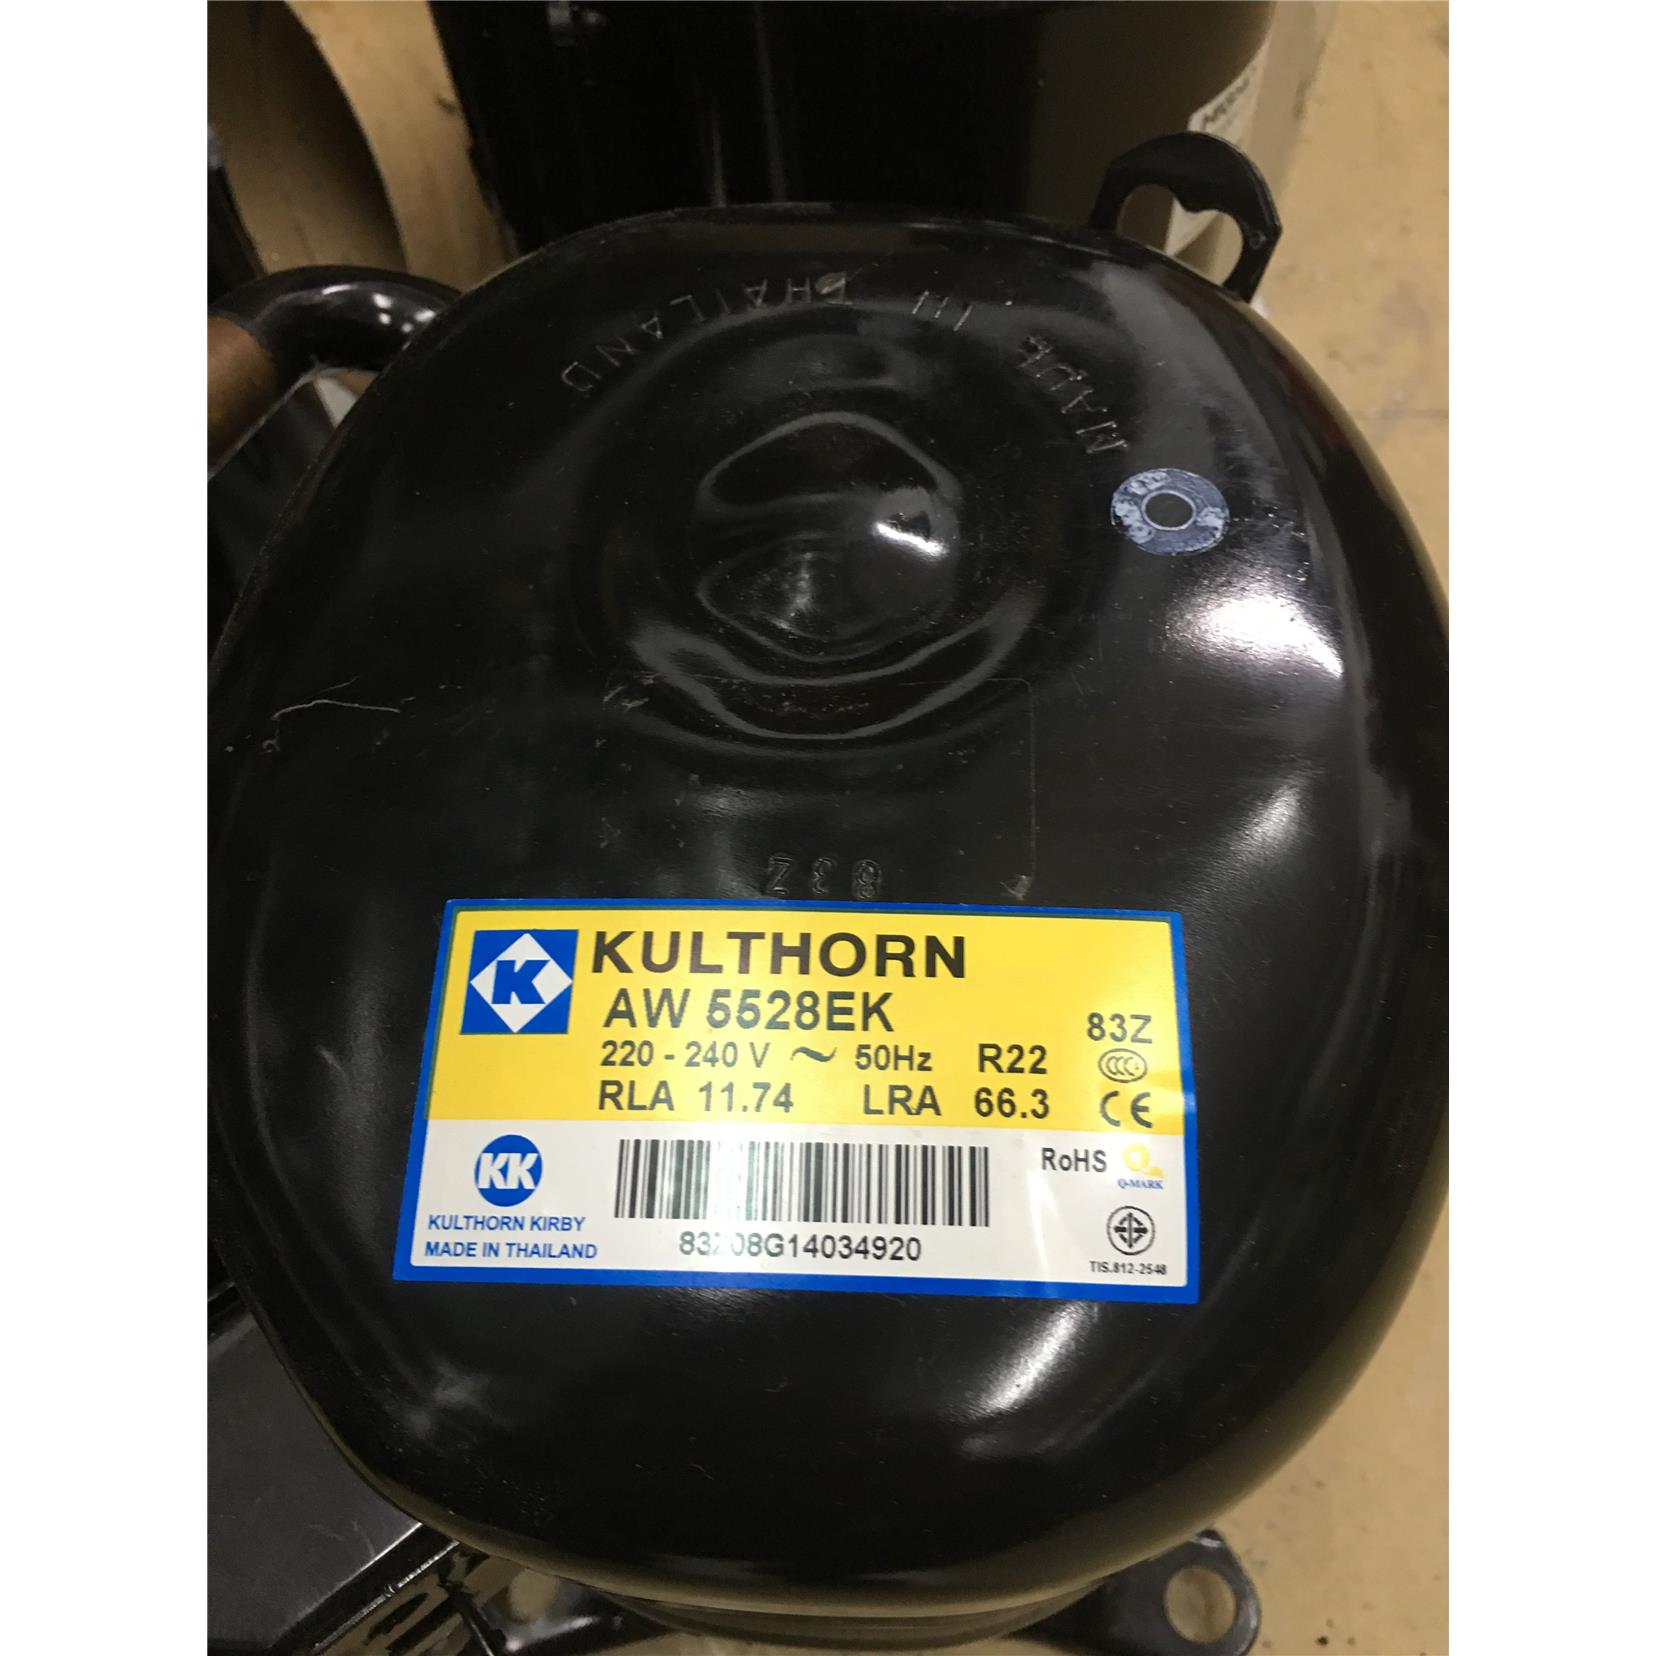 MADE IN THAILAND
83Z
K KULTHORN
AW 5528EK
83Z
220 - 240 V ~ 50Hz R22
RLA 11.74 LRA 66.3 CE
KK
RoHS
Q-MARK
KULTHORN KIRBY
MADE IN THAILAND
83Z08G14034920
TIS.812-2548